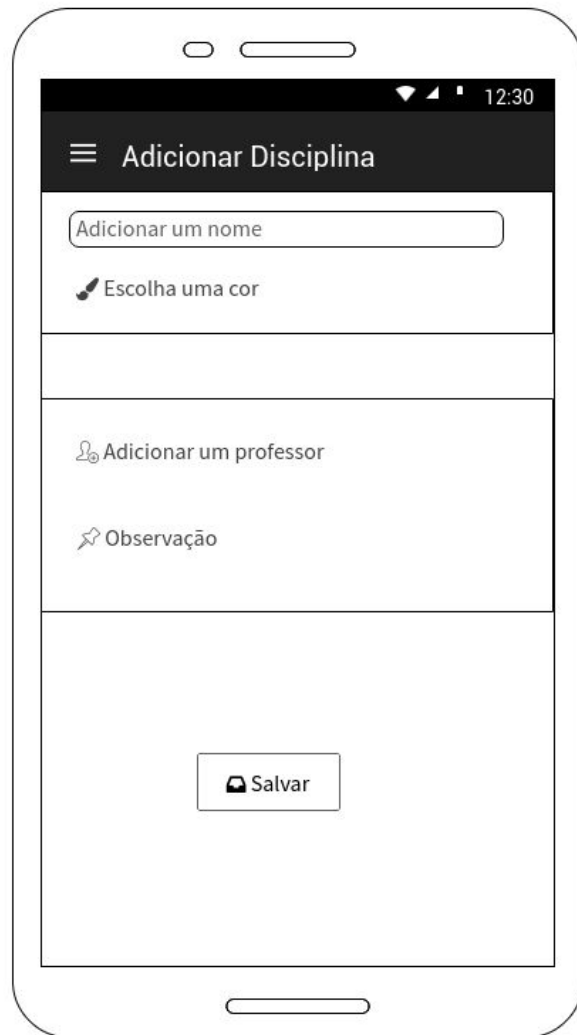 12:30
Adicionar Disciplina
Adicionar um nome
Escolha uma cor
Adicionar um professor
Observação
Salvar